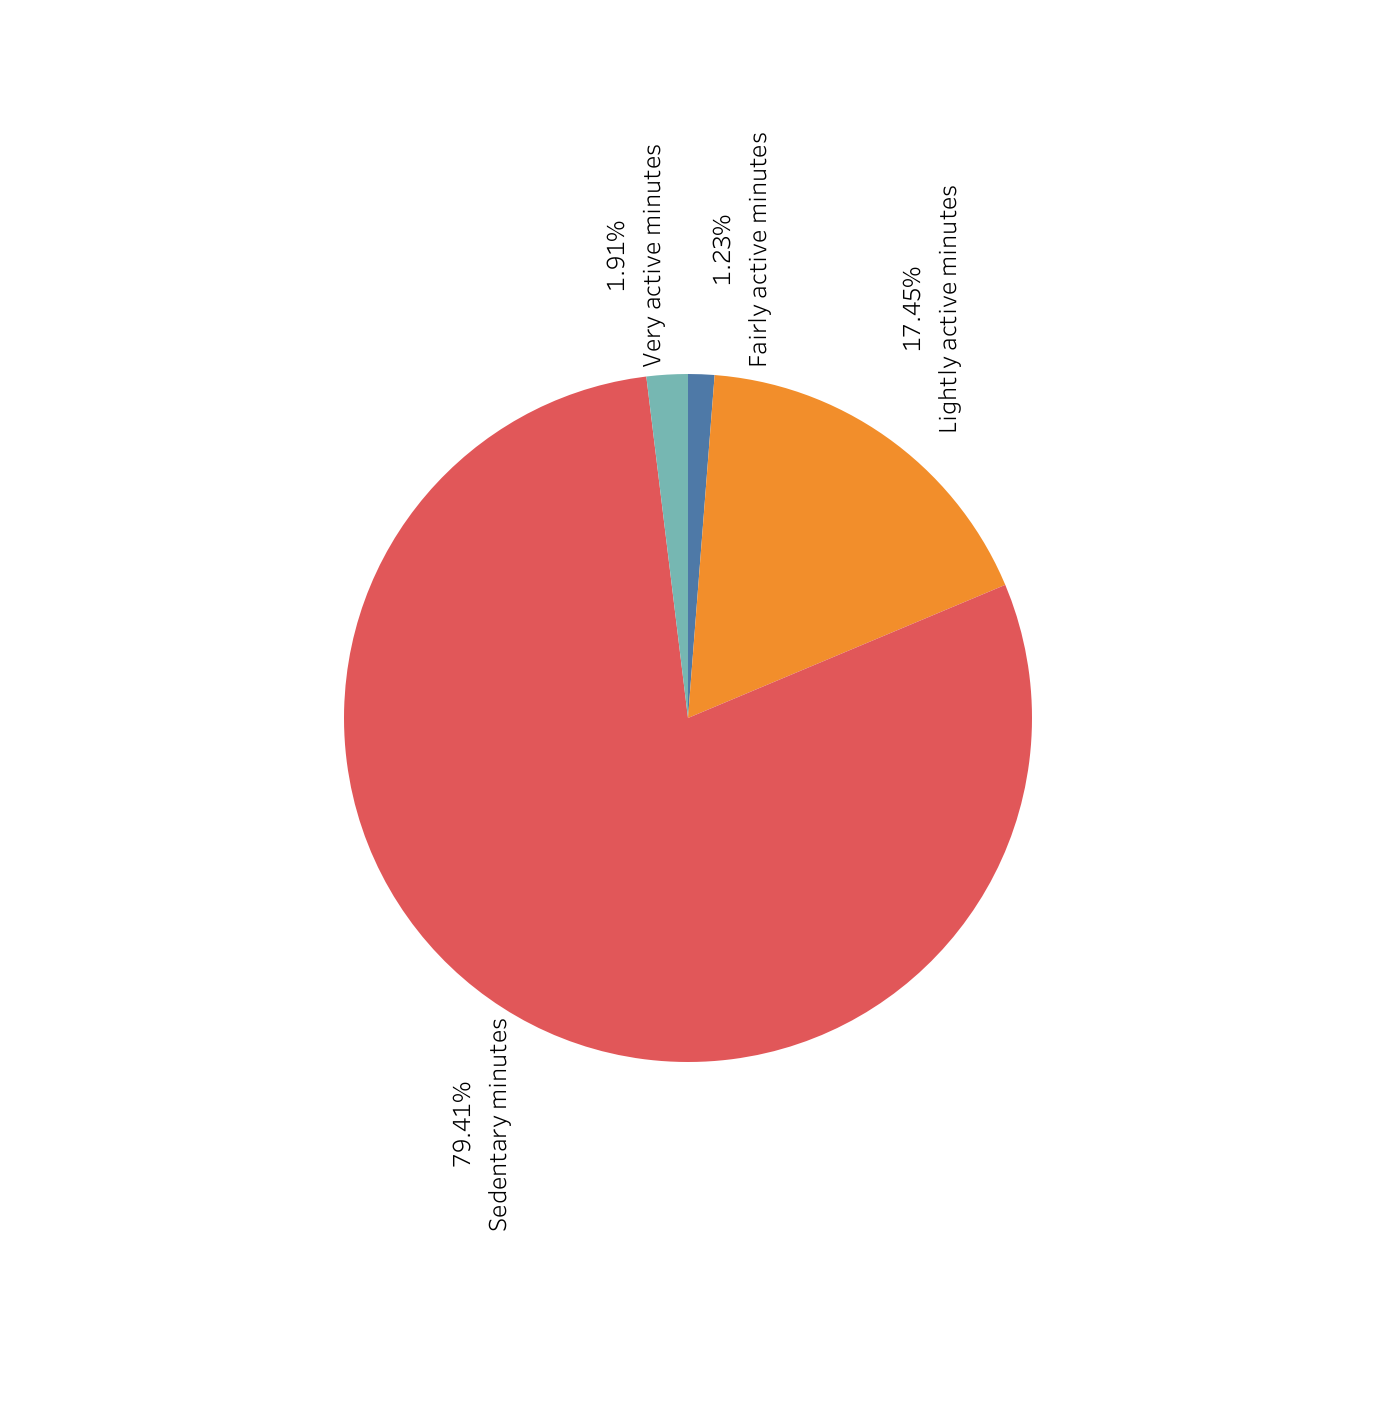 1.91%
Very active minutes
1.23%
Fairly active minutes
17.45%
Lightly active minutes
79.41%
Sedentary minutes